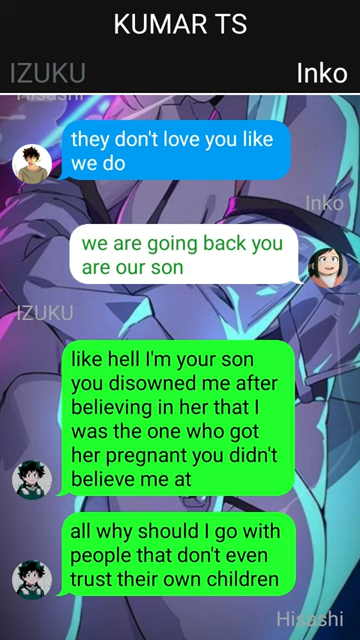 KUMAR TS
IZUKU
Inko
Hisashi
they don't love you like
we do
Inko
we are going back you
are our son
IZUKU
like hell I'm your son
you disowned me after
believing in her that I
was the one who got
her pregnant you didn't
believe me at
all why should I go with
people that don't even
trust their own children
Hisashi